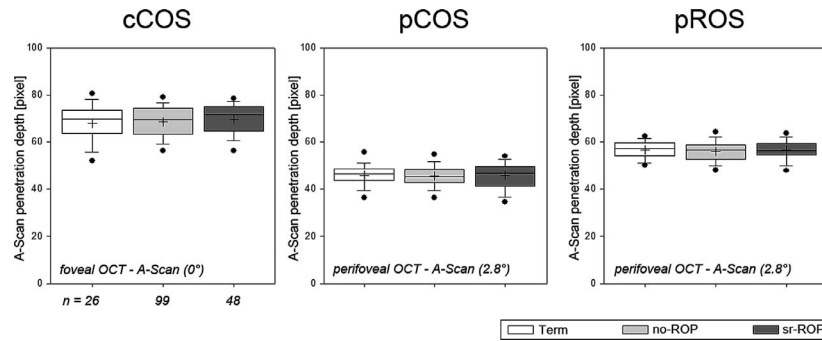 cCOS pCOS pROS
A-Scan penetration depth [pixel]
100
80
60
40
20
0
foveal OCT - A-Scan (0°)
n = 26 99 48
A-Scan penetration depth [pixel]
100
80
60
40
20
0
perifoveal OCT - A-Scan (2.8°)
A-Scan penetration depth [pixel]
100
80
60
40
20
0
perifoveal OCT - A-Scan (2.8°)
Term no-ROP sr-ROP